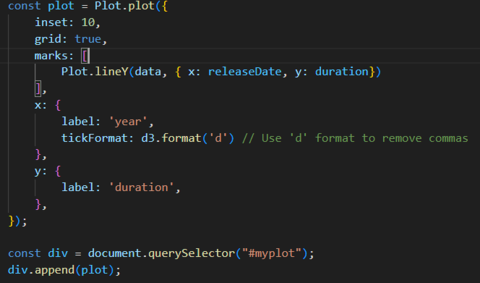 const plot = Plot.plot({
    inset: 10,
    grid: true,
    marks: [
        Plot.lineY(data, { x: releaseDate, y: duration})
    ],
    x: {
        label: 'year',
        tickFormat: d3.format('d') // Use 'd' format to remove commas
    },
    y: {
        label: 'duration',
    },
});

const div = document.querySelector("#myplot");
div.append(plot);